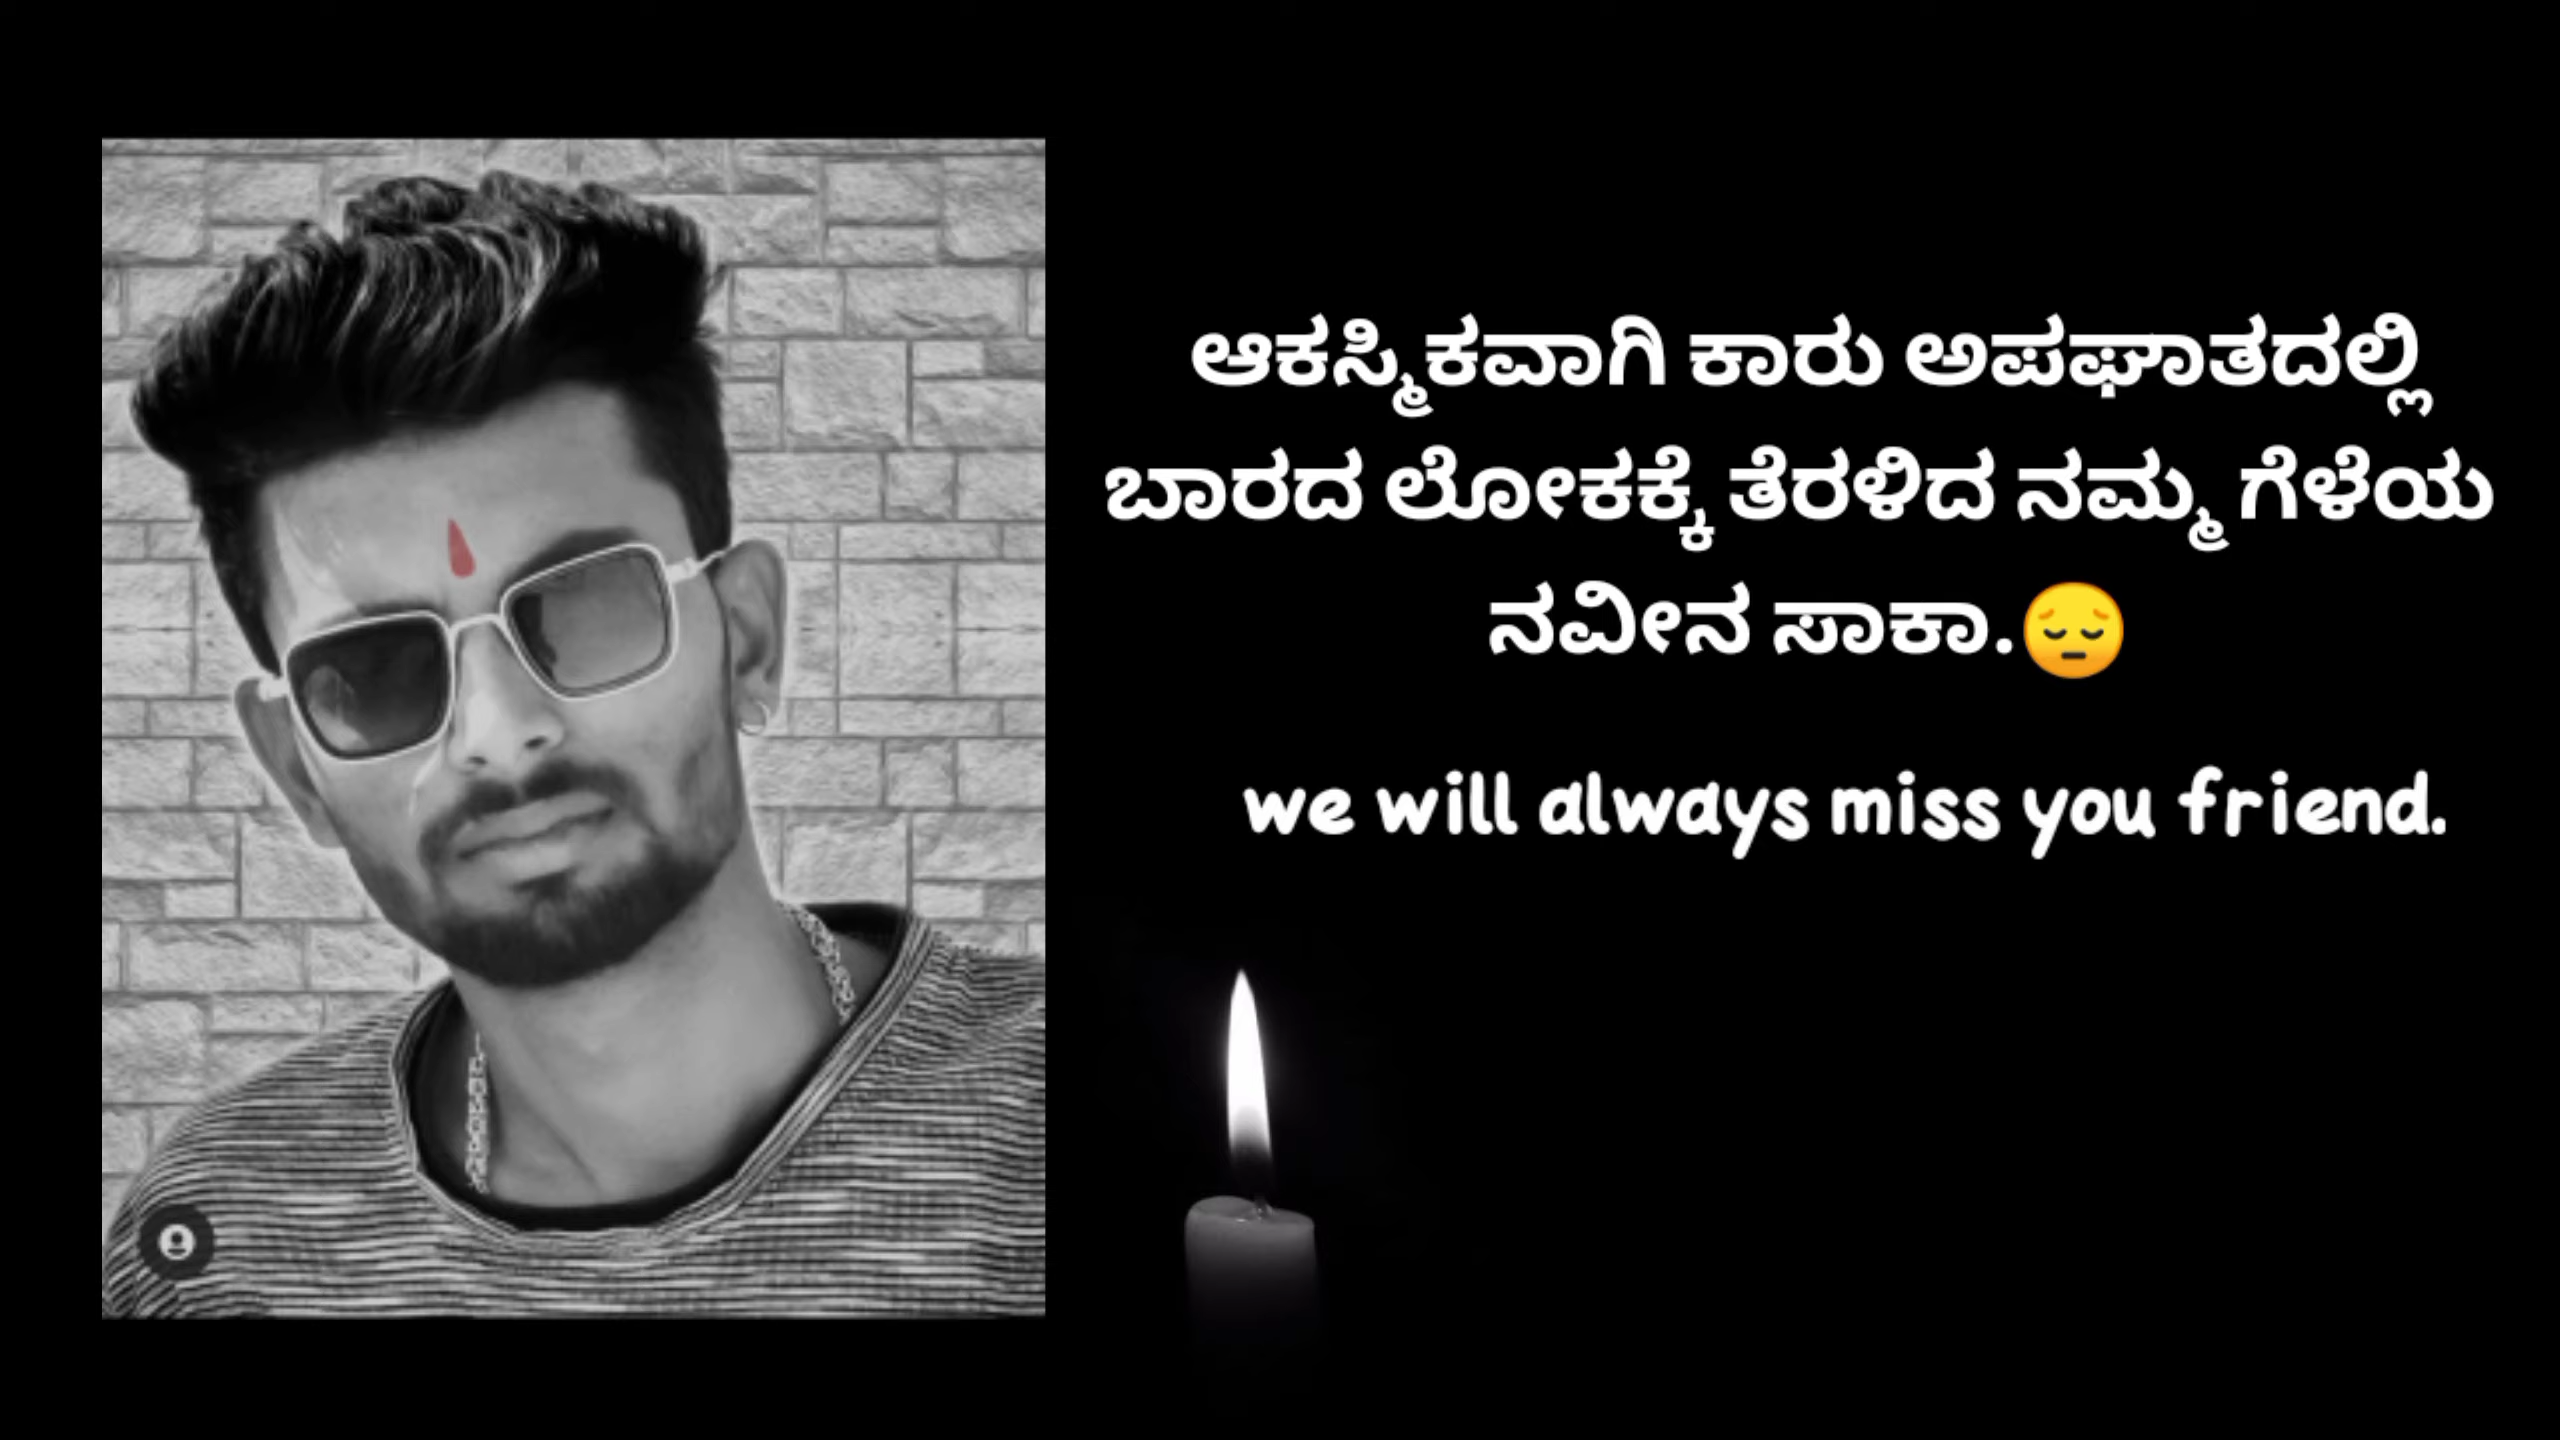 ಆಕಸ್ಮಿಕವಾಗಿ ಕಾರು ಅಪಘಾತದಲ್ಲಿ
ಬಾರದ ಲೋಕಕ್ಕೆ ತೆರಳಿದ ನಮ್ಮ ಗೆಳೆಯ
ನವೀನ ಸಾಕಾ.😔
we will always miss you friend.